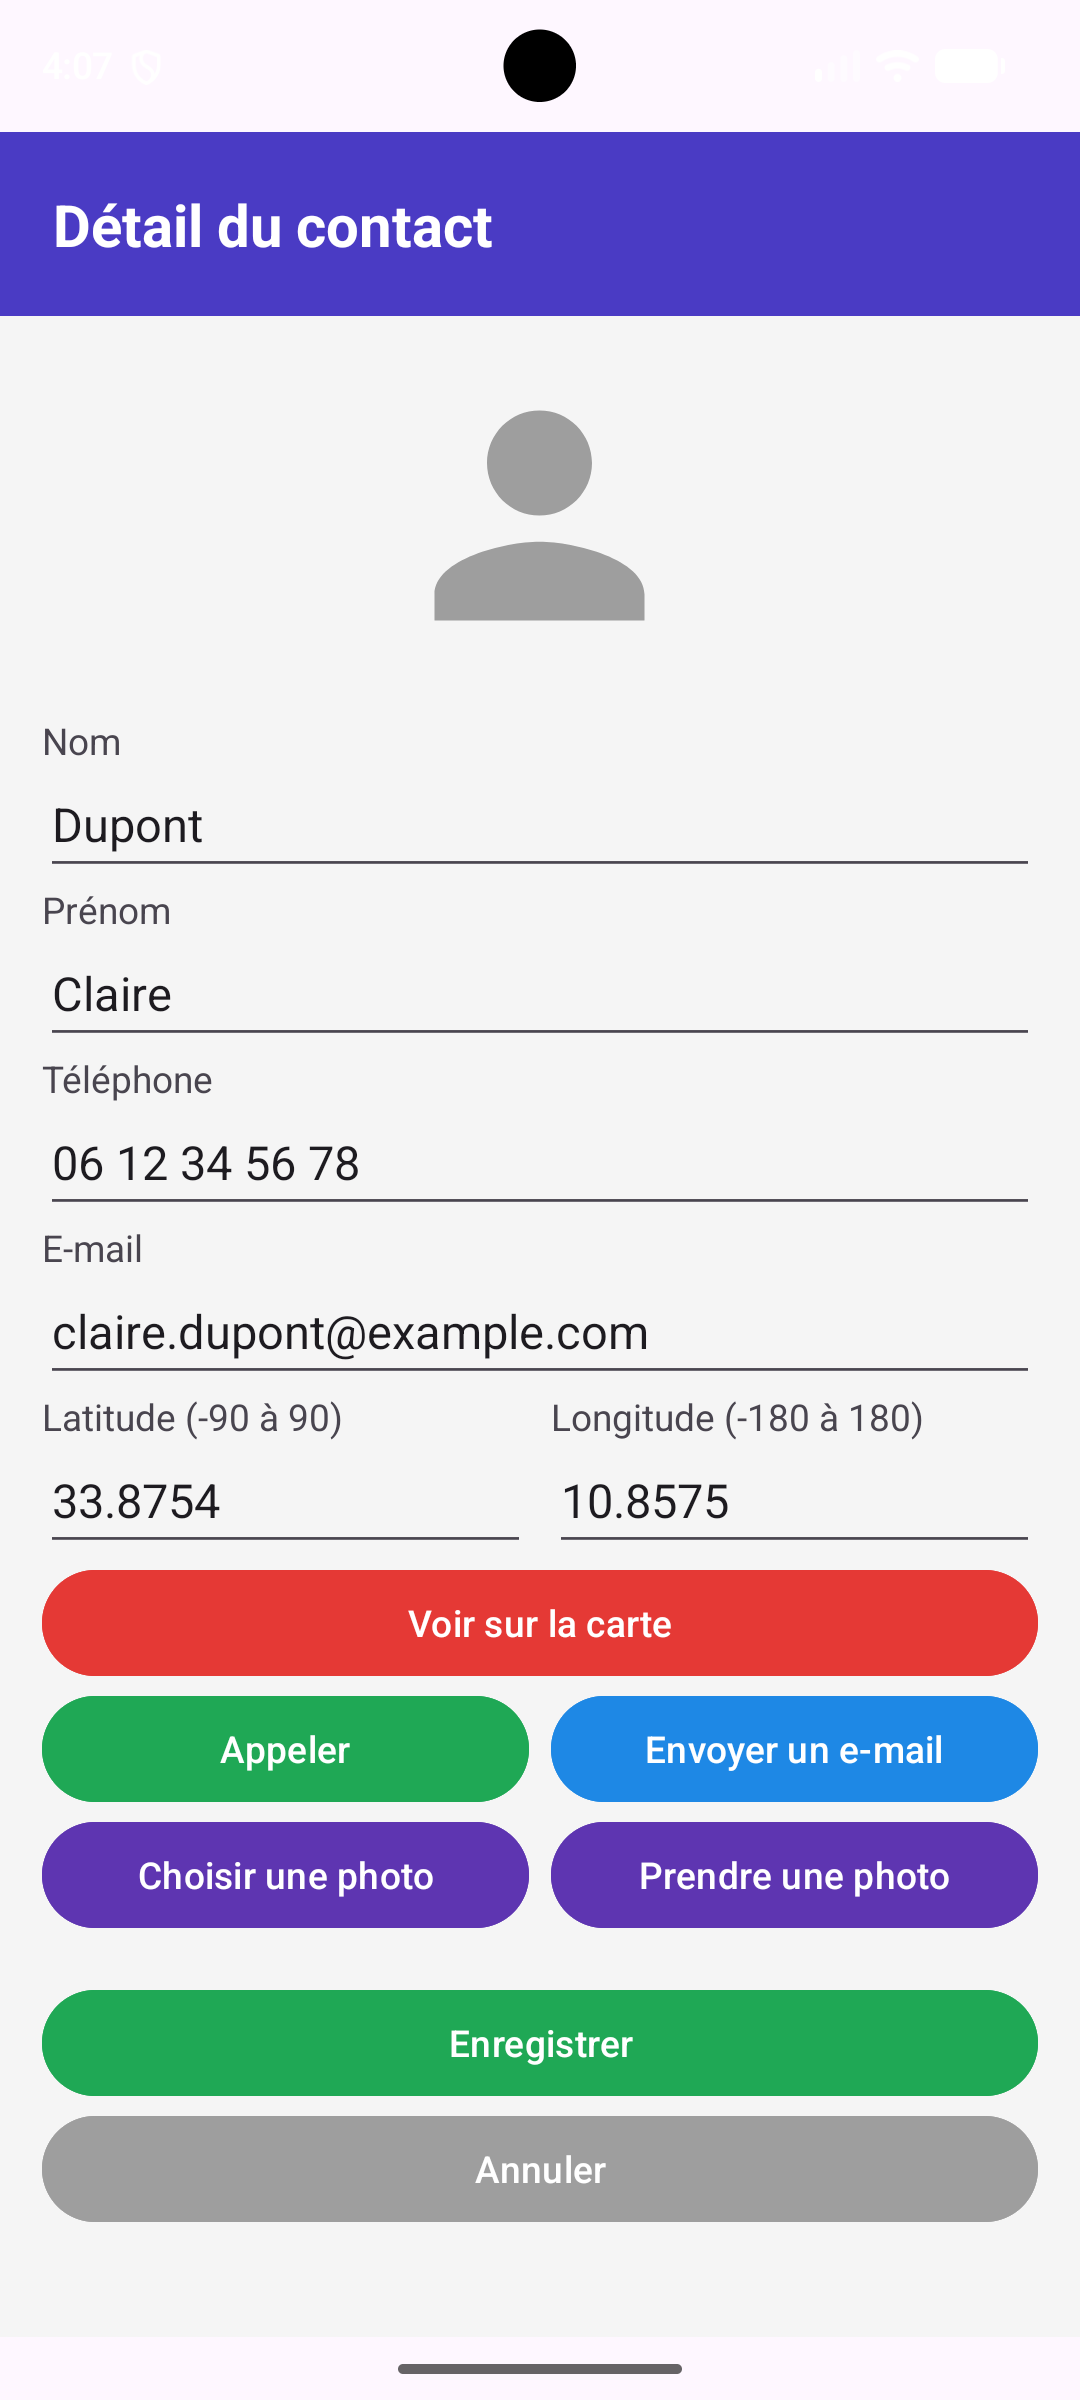 4:07
Détail du contact
Nom
Dupont
Prénom
Claire
Téléphone
06 12 34 56 78
E-mail
claire.dupont@example.com
Latitude (-90 à 90) Longitude (-180 à 180)
33.8754 10.8575
Voir sur la carte
Appeler Envoyer un e-mail
Choisir une photo Prendre une photo
Enregistrer
Annuler